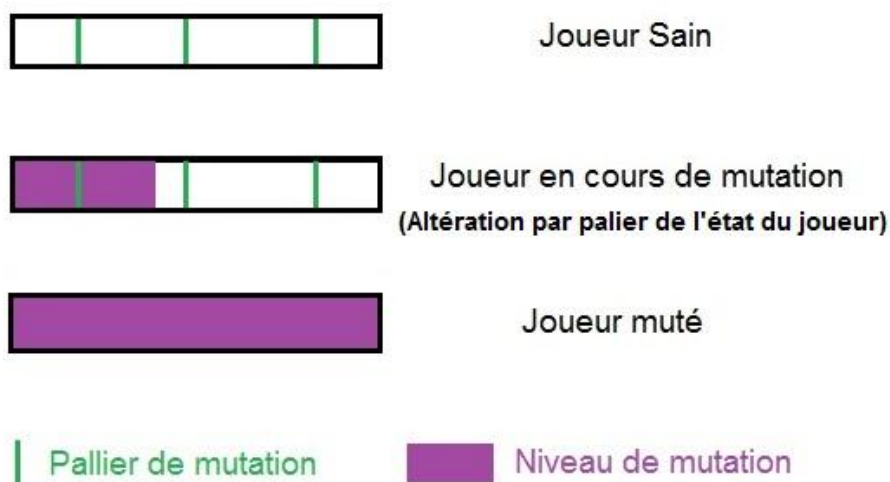 Joueur Sain
Joueur en cours de mutation
(Altération par palier de l'état du joueur)
Joueur muté
Pallier de mutation
Niveau de mutation